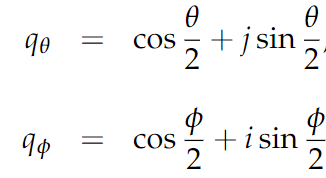 q_θ = cos θ/2 + j sin θ/2,
q_ϕ = cos ϕ/2 + i sin ϕ/2